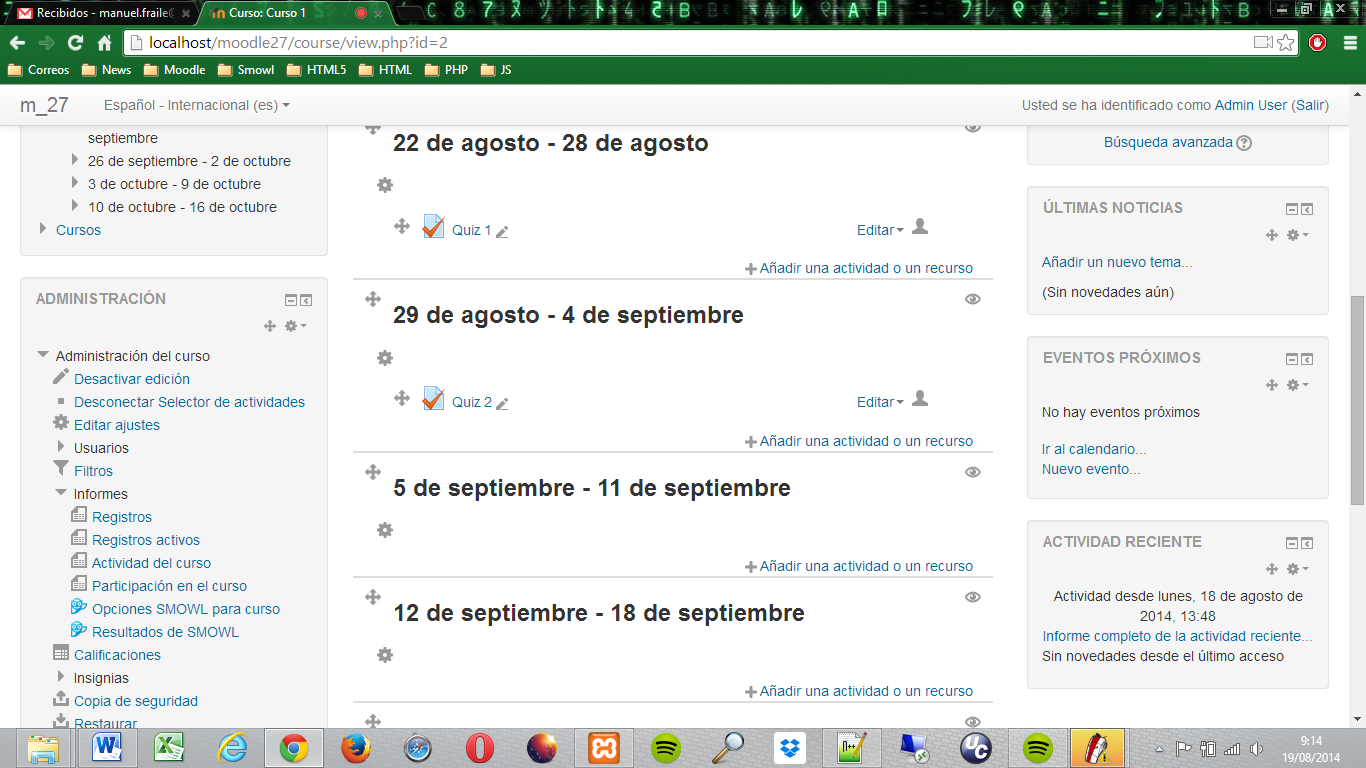 Recibidos - manuel.fraile@
Curso: Curso 1
localhost/moodle27/course/view.php?id=2
Correos
News
Moodle
Smowl
HTML5
HTML
PHP
JS
m_27
Español - Internacional (es)
Usted se ha identificado como Admin User (Salir)
septiembre
26 de septiembre - 2 de octubre
3 de octubre - 9 de octubre
10 de octubre - 16 de octubre
Cursos
ADMINISTRACIÓN
Administración del curso
Desactivar edición
Desconectar Selector de actividades
Editar ajustes
Usuarios
Filtros
Informes
Registros
Registros activos
Actividad del curso
Participación en el curso
Opciones SMOWL para curso
Resultados de SMOWL
Calificaciones
Insignias
Copia de seguridad
Restaurar
22 de agosto - 28 de agosto
Quiz 1
Editar
Añadir una actividad o un recurso
29 de agosto - 4 de septiembre
Quiz 2
Editar
Añadir una actividad o un recurso
5 de septiembre - 11 de septiembre
Añadir una actividad o un recurso
12 de septiembre - 18 de septiembre
Añadir una actividad o un recurso
Búsqueda avanzada
ÚLTIMAS NOTICIAS
Añadir un nuevo tema...
(Sin novedades aún)
EVENTOS PRÓXIMOS
No hay eventos próximos
Ir al calendario...
Nuevo evento...
ACTIVIDAD RECIENTE
Actividad desde lunes, 18 de agosto de
2014, 13:48
Informe completo de la actividad reciente...
Sin novedades desde el último acceso
9:14
19/08/2014